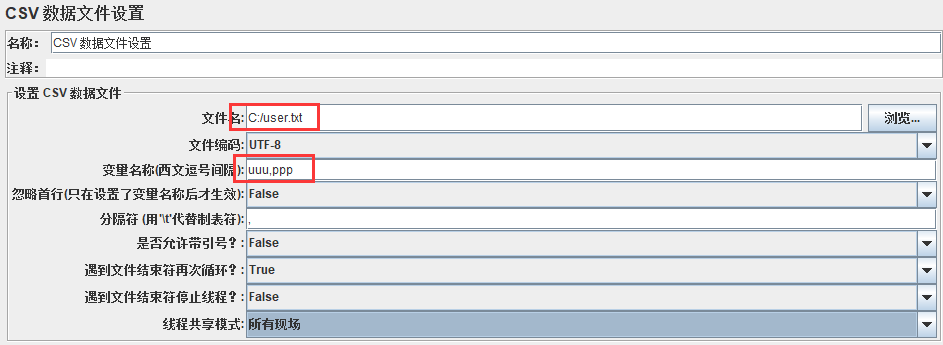 CSV 数据文件设置
名称： CSV 数据文件设置
注释：
设置 CSV 数据文件
文件名: C:/user.txt 浏览...
文件编码: UTF-8
变量名称(西文逗号间隔): uuu,ppp
忽略首行(只在设置了变量名称后才生效): False
分隔符 (用'\t'代替制表符): ,
是否允许带引号？: False
遇到文件结束符再次循环？: True
遇到文件结束符停止线程？: False
线程共享模式: 所有现场